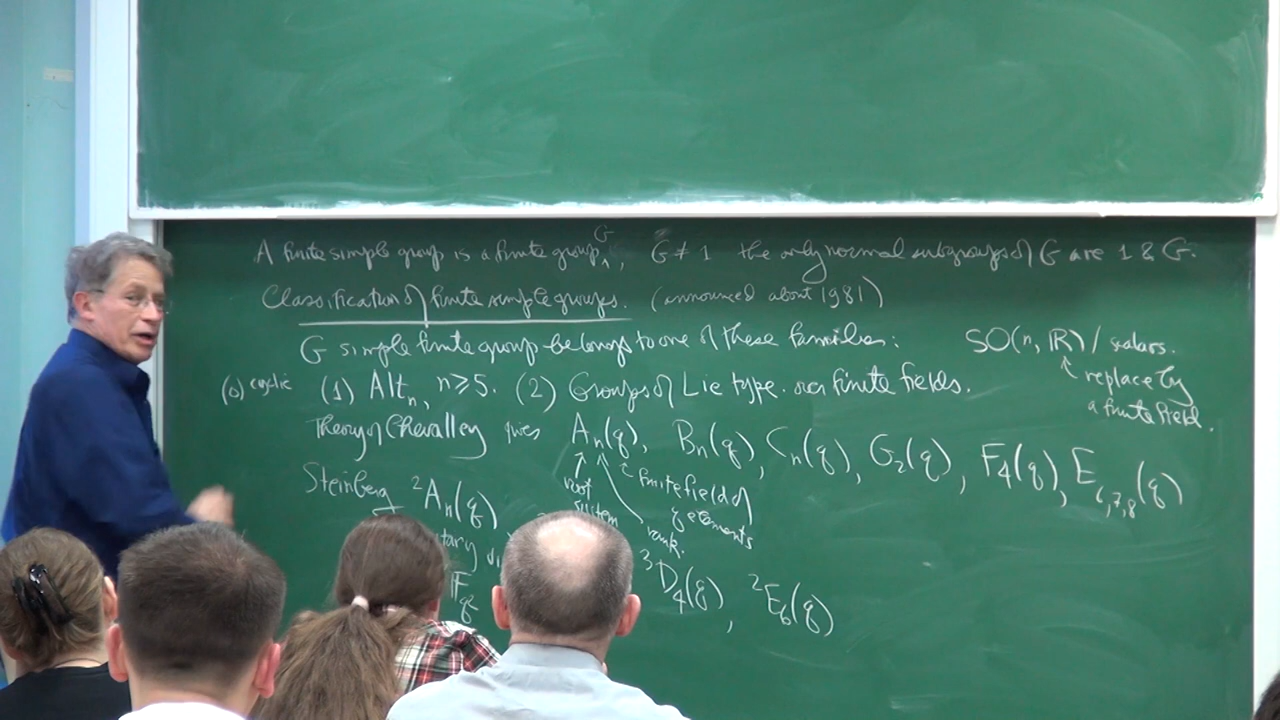 A finite simple group is a finite group G, G ≠ 1 the only normal subgroups of G are 1 & G.
Classification of finite simple groups. (announced about 1981)
G simple finite group belongs to one of these families:
SO(n, ℝ) / scalars.
↑ replace by
a finite field.
(0) cyclic (1) Alt_n, n ⩾ 5. (2) Groups of Lie type over finite fields.
Theory of Chevalley gives A_n(q), B_n(q), C_n(q), G_2(q), F_4(q), E_6,7,8(q)
↑ root system
↖ rank.
↖ finite field of
q elements
Steinberg ²A_n(q)
³D_4(q), ²E_6(q)
𝔽_q²